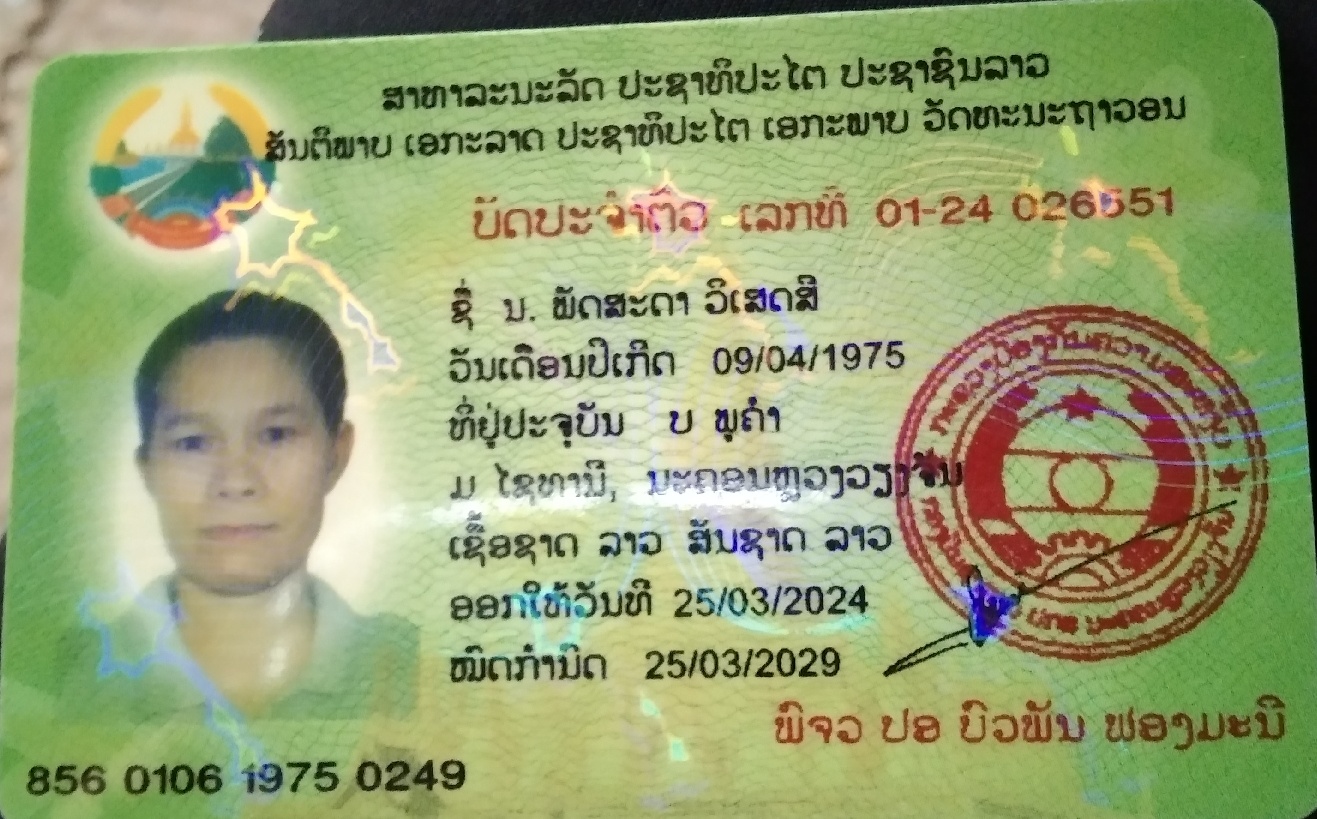 ສາທາລະນະລັດ ປະຊາທິປະໄຕ ປະຊາຊົນລາວ
ສັນຕິພາບ ເອກະລາດ ປະຊາທິປະໄຕ ເອກະພາບ ວັດທະນະຖາວອນ
ບັດປະຈຳຕົວ ເລກທີ 01-24 026551
ຊື່ ນ. ພັດສະດາ ວິເສດສີ
ວັນເດືອນປີເກີດ 09/04/1975
ທີ່ຢູ່ປະຈຸບັນ ບ ພູຄຳ
ມ ໄຊທານີ, ນະຄອນຫຼວງວຽງຈັນ
ເຊື້ອຊາດ ລາວ ສັນຊາດ ລາວ
ອອກໃຫ້ວັນທີ 25/03/2024
ໝົດກຳນົດ 25/03/2029
ພົຈວ ປອ ບົວພັນ ຟອງມະນີ
856 0106 1975 0249